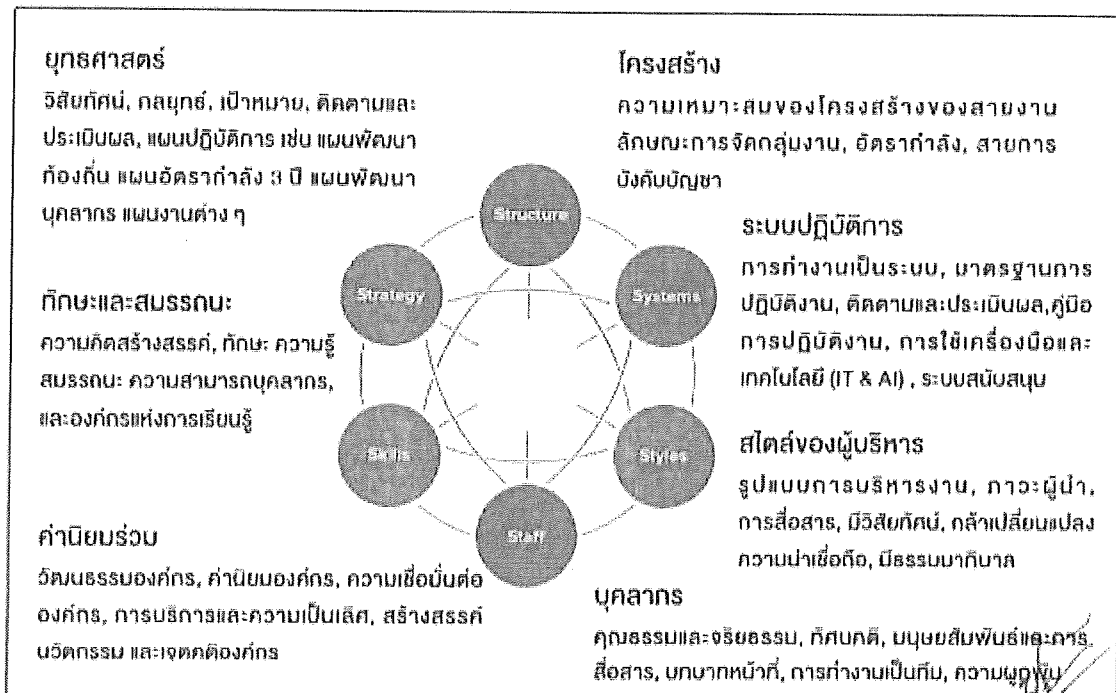 ยุทธศาสตร์
วิสัยทัศน์, กลยุทธ์, เป้าหมาย, ติดตามและ
ประเมินผล, แผนปฏิบัติการ เช่น แผนพัฒนา
ท้องถิ่น แผนอัตรากำลัง 3 ปี แผนพัฒนา
บุคลากร แผนงานต่าง ๆ
โครงสร้าง
ความเหมาะสมของโครงสร้างของสายงาน
ลักษณะการจัดกลุ่มงาน, อัตรากำลัง, สายการ
บังคับบัญชา
Structure
Strategy
Systems
Skills
Styles
Staff
ระบบปฏิบัติการ
การทำงานเป็นระบบ, มาตรฐานการ
ปฏิบัติงาน, ติดตามและประเมินผล,คู่มือ
การปฏิบัติงาน, การใช้เครื่องมือและ
เทคโนโลยี (IT & AI) , ระบบสนับสนุน
ทักษะและสมรรถนะ
ความคิดสร้างสรรค์, ทักษะ ความรู้
สมรรถนะ ความสามารถบุคลากร,
และองค์กรแห่งการเรียนรู้
สไตล์ของผู้บริหาร
รูปแบบการบริหารงาน, ภาวะผู้นำ,
การสื่อสาร, มีวิสัยทัศน์, กล้าเปลี่ยนแปลง
ความน่าเชื่อถือ, มีธรรมมาภิบาล
ค่านิยมร่วม
วัฒนธรรมองค์กร, ค่านิยมองค์กร, ความเชื่อมั่นต่อ
องค์กร, การบริการและความเป็นเลิศ, สร้างสรรค์
นวัตกรรม และเจตคติองค์กร
บุคลากร
คุณธรรมและจริยธรรม, ทัศนคติ, มนุษยสัมพันธ์และการ
สื่อสาร, บทบาทหน้าที่, การทำงานเป็นทีม, ความผูกพัน